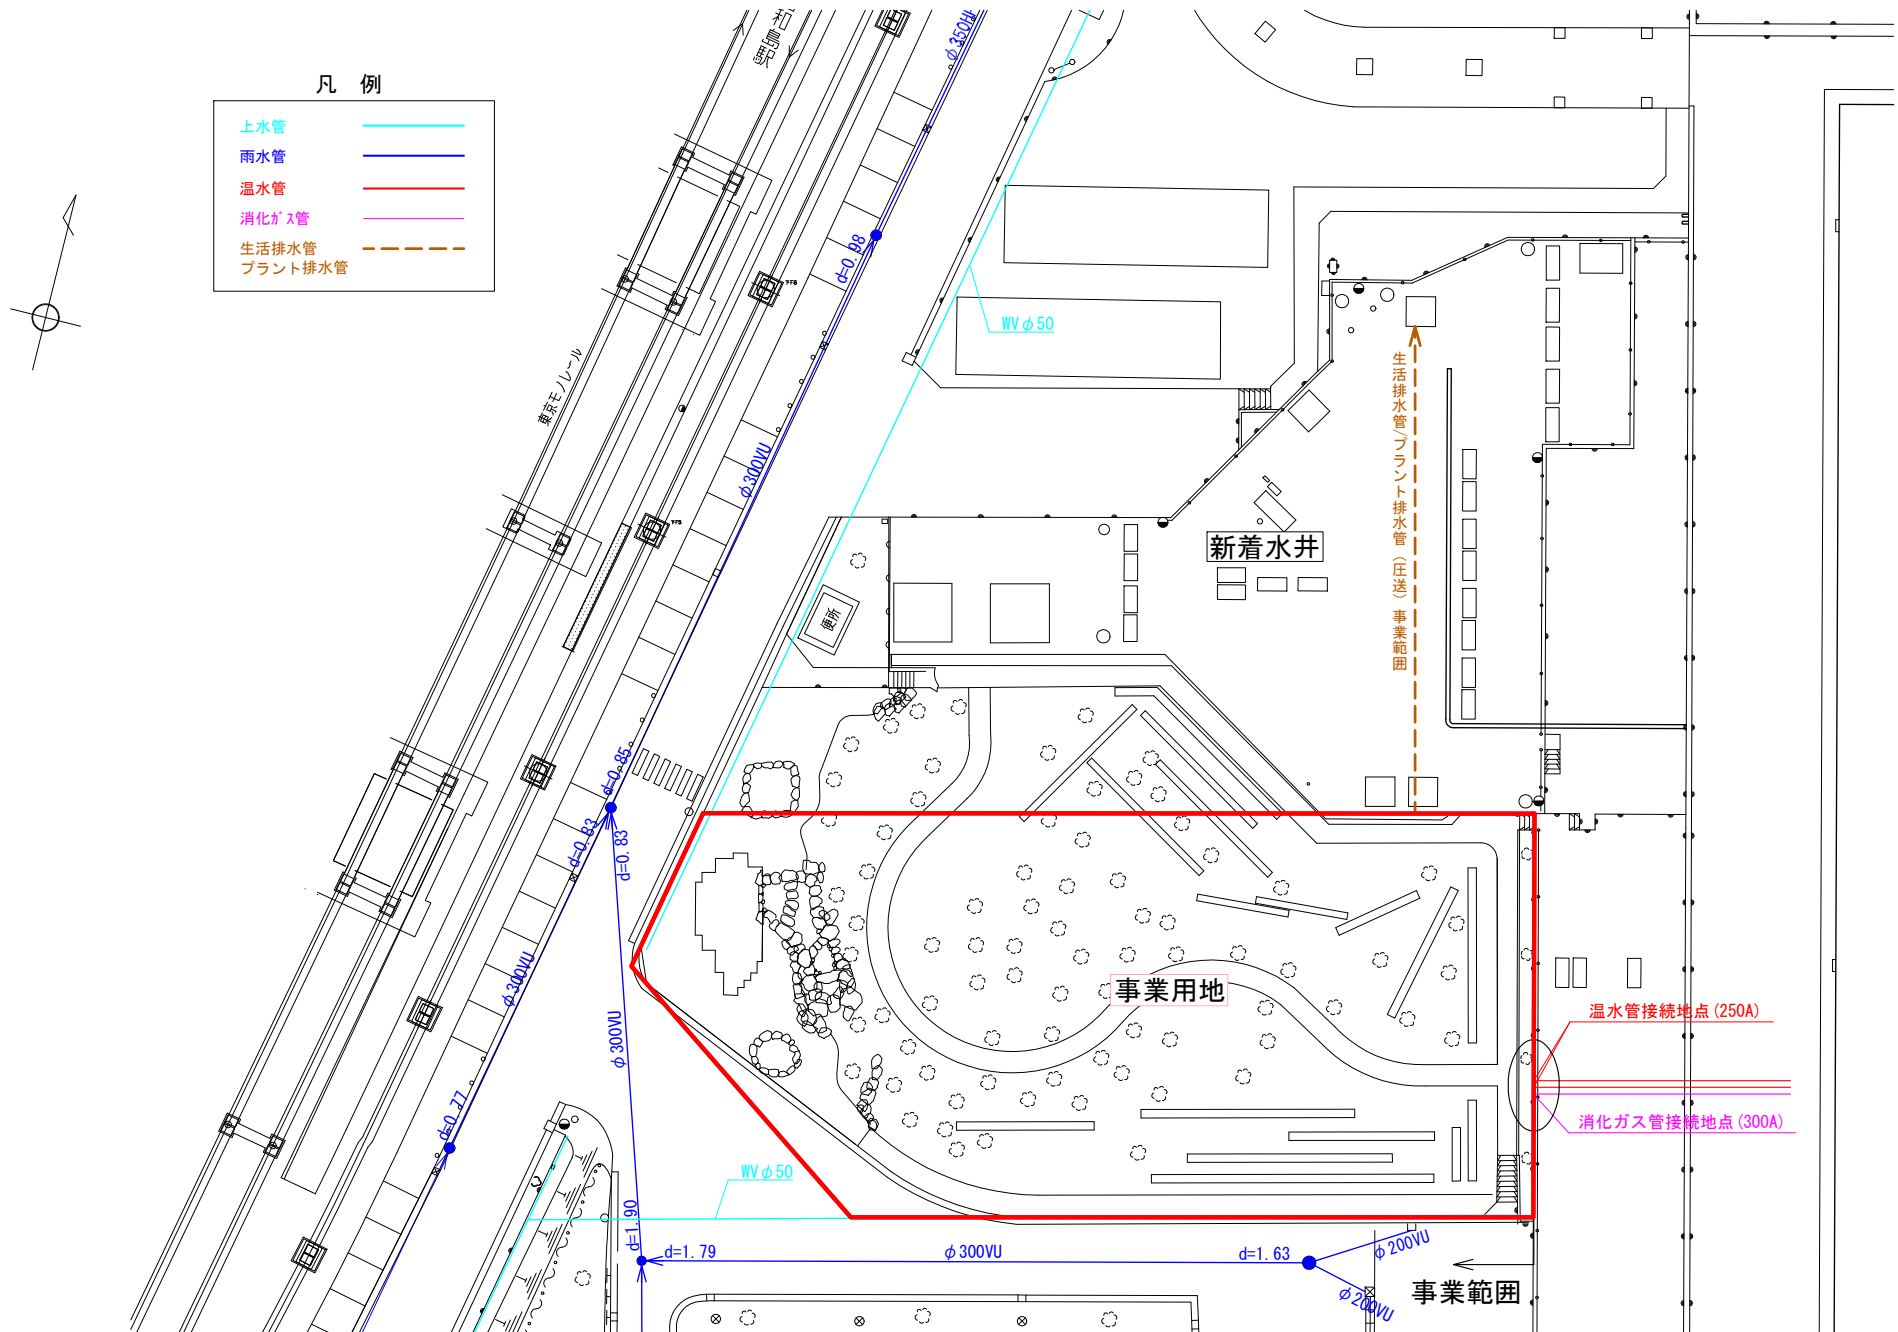 凡 例
上水管
雨水管
温水管
消化ガス管
生活排水管
プラント排水管
φ350HP
d=0.98
WVφ50
東京モノレール
生活排水管/プラント排水管(圧送)事業範囲
φ300VU
新着水井
便所
d=0.85
d=0.83
d=0.83
φ300VU
事業用地
温水管接続地点(250A)
φ300VU
d=0.77
消化ガス管接続地点(300A)
WVφ50
d=1.90
d=1.79
φ300VU
d=1.63
φ200VU
事業範囲
φ200VU